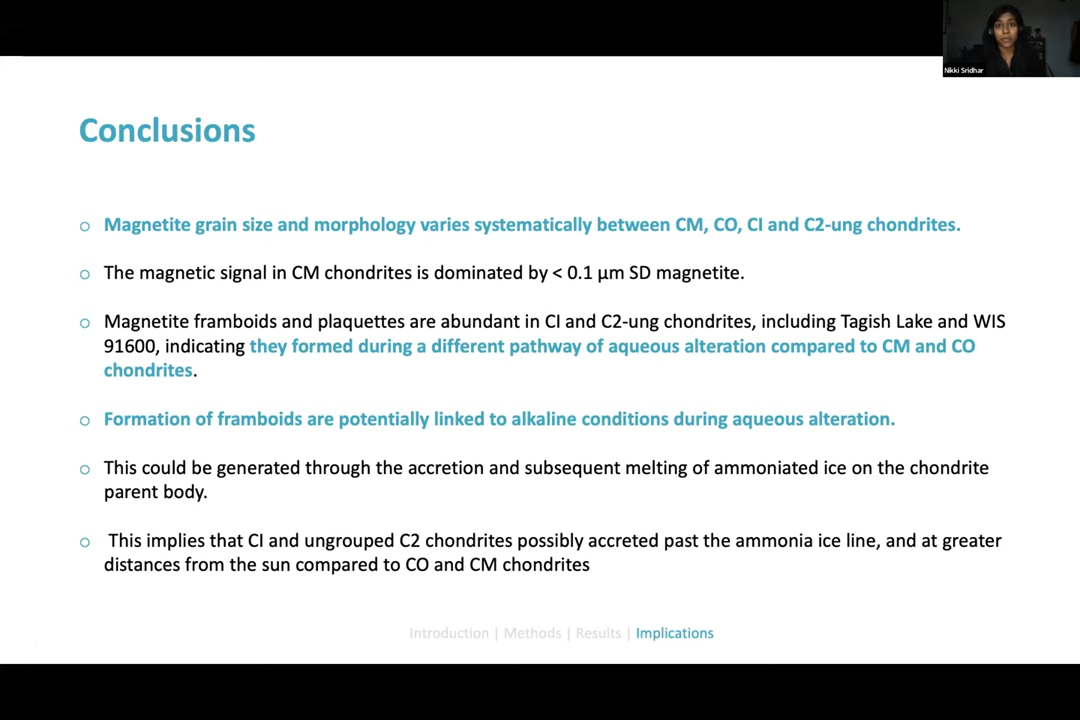 Nikki Sridhar
Conclusions
○ Magnetite grain size and morphology varies systematically between CM, CO, CI and C2-ung chondrites.
○ The magnetic signal in CM chondrites is dominated by < 0.1 µm SD magnetite.
○ Magnetite framboids and plaquettes are abundant in CI and C2-ung chondrites, including Tagish Lake and WIS
91600, indicating they formed during a different pathway of aqueous alteration compared to CM and CO
chondrites.
○ Formation of framboids are potentially linked to alkaline conditions during aqueous alteration.
○ This could be generated through the accretion and subsequent melting of ammoniated ice on the chondrite
parent body.
○ This implies that CI and ungrouped C2 chondrites possibly accreted past the ammonia ice line, and at greater
distances from the sun compared to CO and CM chondrites
Introduction | Methods | Results | Implications